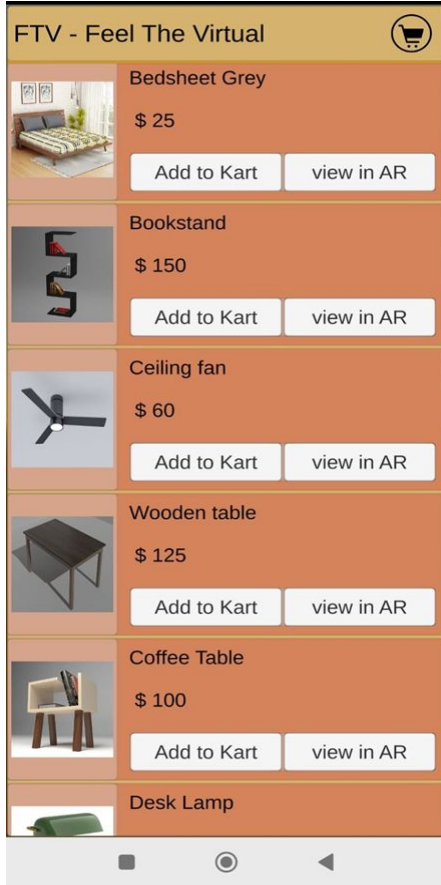 FTV - Feel The Virtual
Bedsheet Grey
$ 25
Add to Kart view in AR
Bookstand
$ 150
Add to Kart view in AR
Ceiling fan
$ 60
Add to Kart view in AR
Wooden table
$ 125
Add to Kart view in AR
Coffee Table
$ 100
Add to Kart view in AR
Desk Lamp